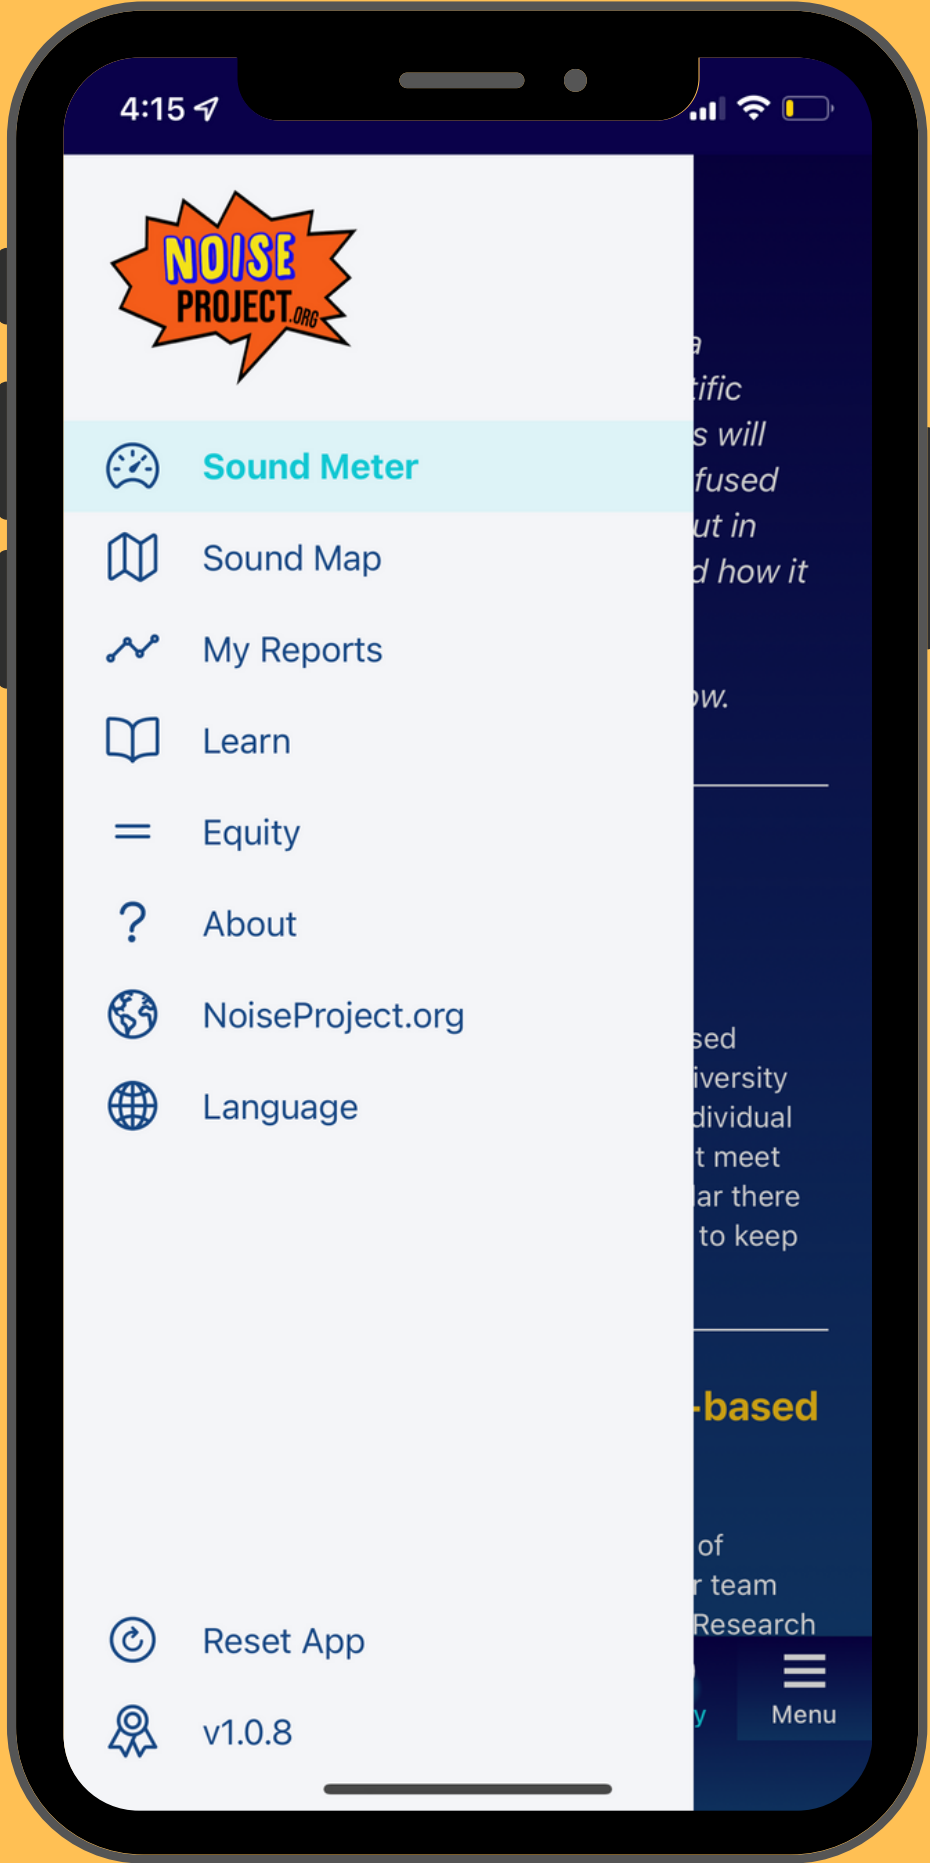 4:15
NOISE
PROJECT.ORG
Sound Meter
Sound Map
My Reports
Learn
Equity
About
NoiseProject.org
Language
Reset App
v1.0.8
a
tific
s will
fused
ut in
d how it
ow.
sed
iversity
dividual
t meet
lar there
to keep
-based
of
r team
Research
y
Menu